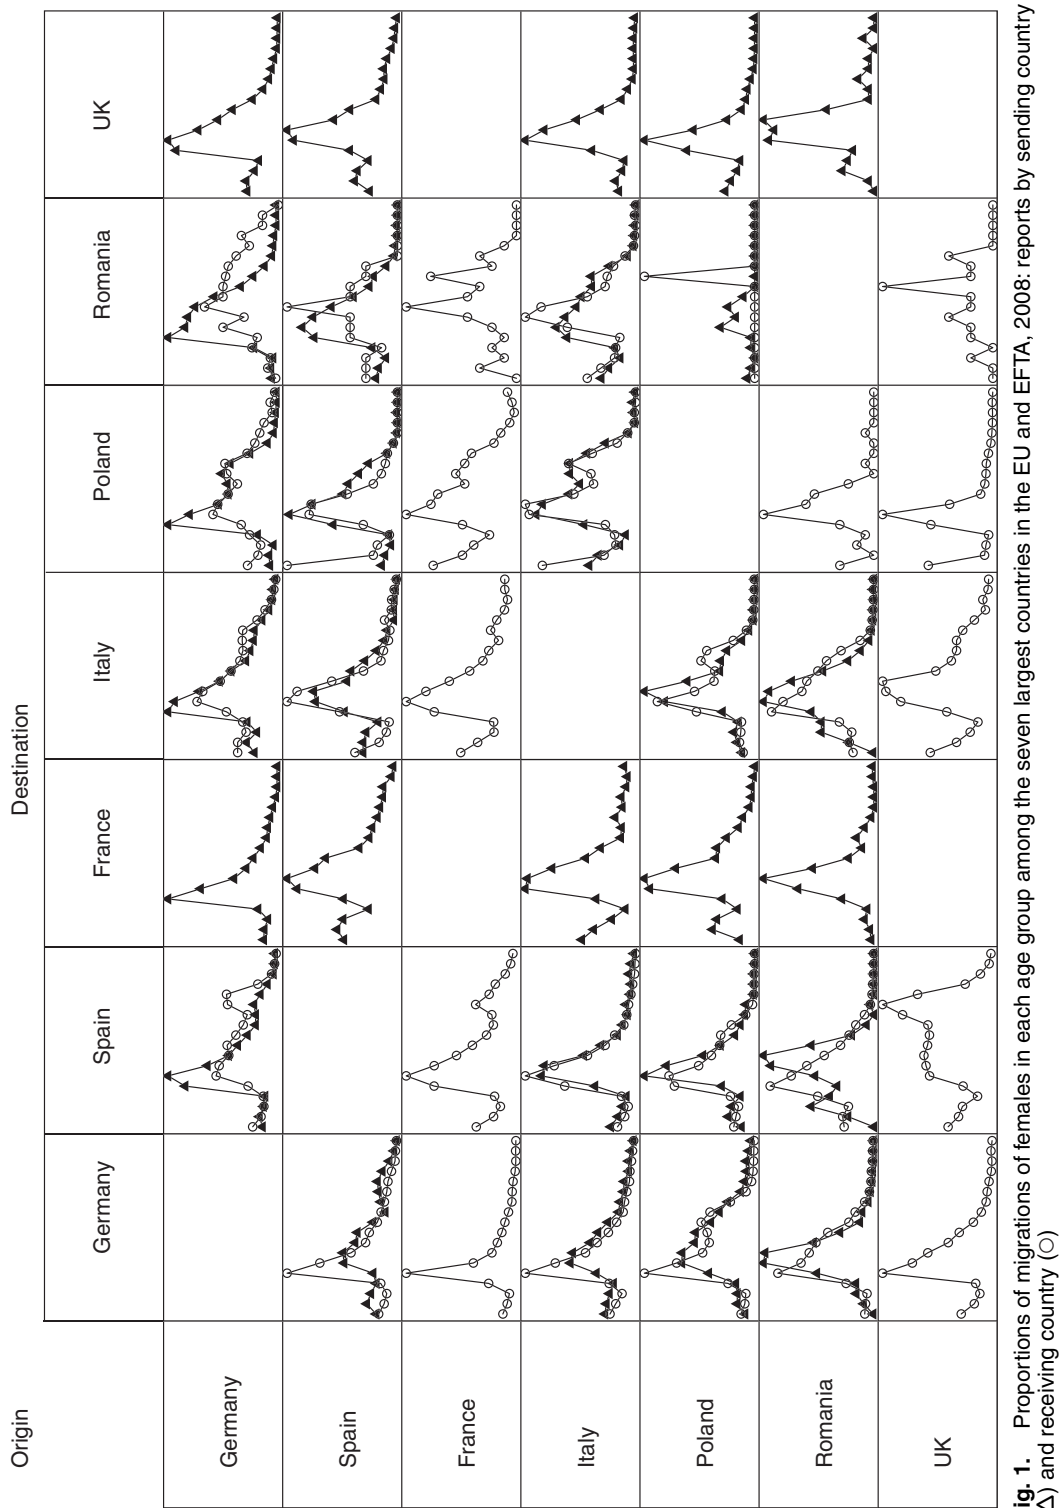 Destination
Origin
Germany
Spain
France
Italy
Poland
Romania
UK
Germany
Spain
France
Italy
Poland
Romania
UK
ig. 1. Proportions of migrations of females in each age group among the seven largest countries in the EU and EFTA, 2008: reports by sending country
Δ) and receiving country (○)